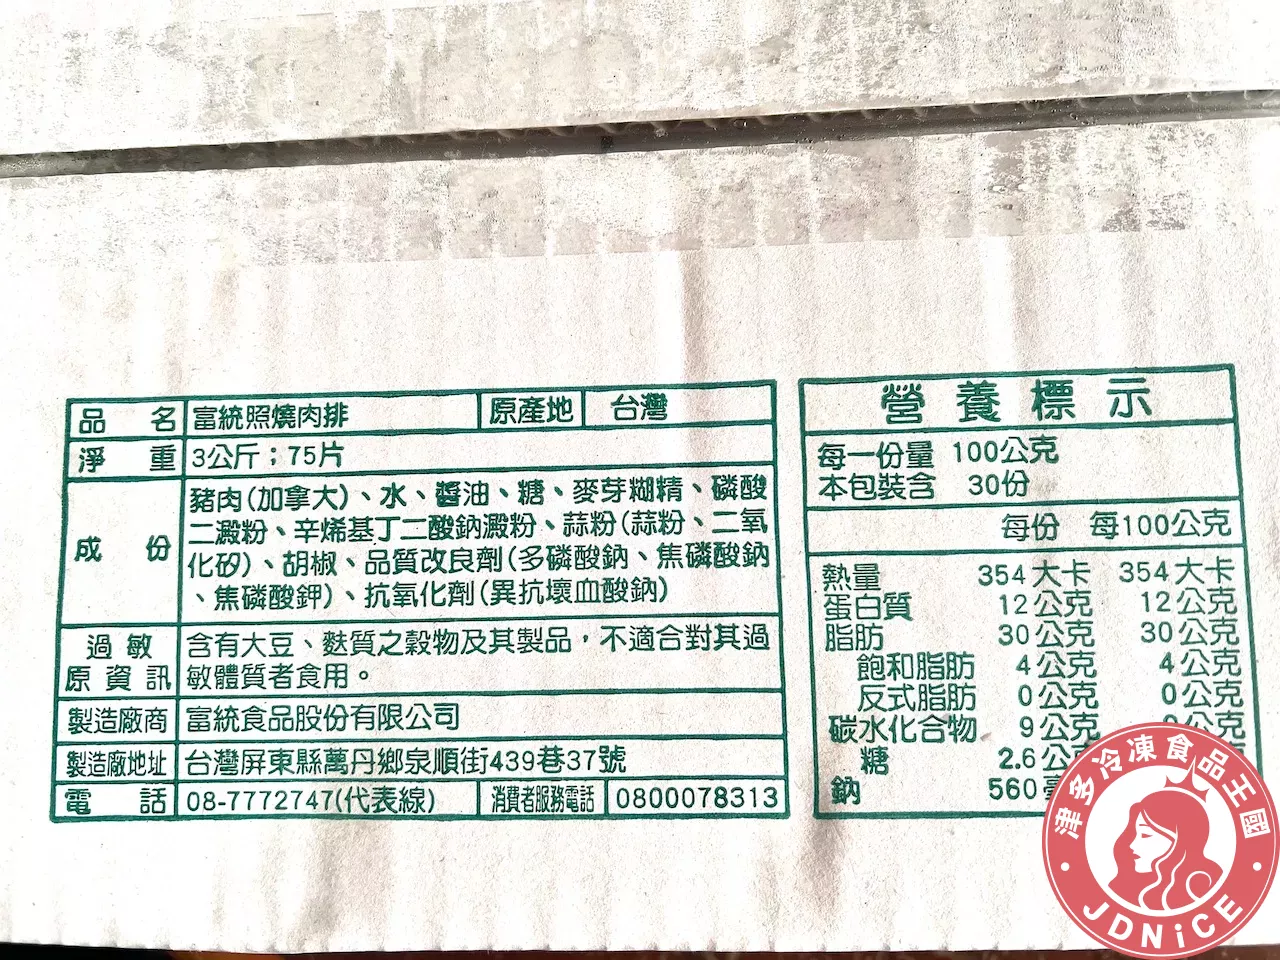 品名 富統照燒肉排 原產地 台灣
淨重 3公斤；75片
成份 豬肉(加拿大)、水、醬油、糖、麥芽糊精、磷酸
二澱粉、辛烯基丁二酸鈉澱粉、蒜粉(蒜粉、二氧
化矽)、胡椒、品質改良劑(多磷酸鈉、焦磷酸鈉
、焦磷酸鉀)、抗氧化劑(異抗壞血酸鈉)
過敏 含有大豆、麩質之穀物及其製品，不適合對其過
原資訊 敏體質者食用。
製造廠商 富統食品股份有限公司
製造廠地址 台灣屏東縣萬丹鄉泉順街439巷37號
電話 08-7772747(代表線) 消費者服務電話 0800078313
營養標示
每一份量 100公克
本包裝含 30份
每份 每100公克
熱量 354大卡 354大卡
蛋白質 12公克 12公克
脂肪 30公克 30公克
飽和脂肪 4公克 4公克
反式脂肪 0公克 0公克
碳水化合物 9公克 公克
糖 2.6公
鈉 560
津多冷凍食品王國
JDNiCE